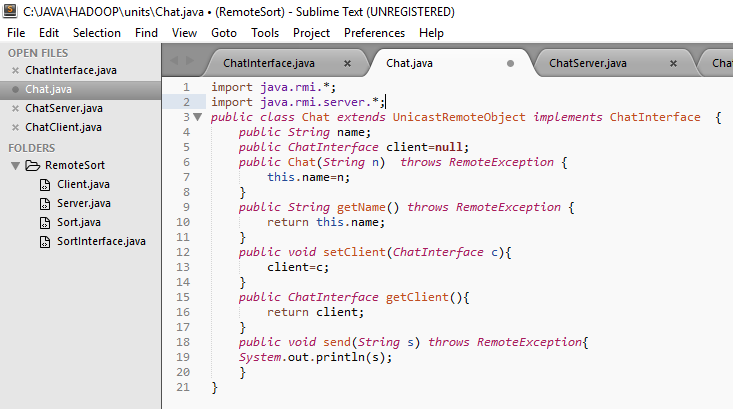 C:\JAVA\HADOOP\units\Chat.java • (RemoteSort) - Sublime Text (UNREGISTERED)
File Edit Selection Find View Goto Tools Project Preferences Help
OPEN FILES
ChatInterface.java
Chat.java
ChatServer.java
ChatClient.java
FOLDERS
RemoteSort
Client.java
Server.java
Sort.java
SortInterface.java
ChatInterface.java Chat.java ChatServer.java Chat
1 import java.rmi.*;
2 import java.rmi.server.*;
3 public class Chat extends UnicastRemoteObject implements ChatInterface  {
4     public String name;
5     public ChatInterface client=null;
6     public Chat(String n)  throws RemoteException {
7         this.name=n;
8     }
9     public String getName() throws RemoteException {
10         return this.name;
11     }
12     public void setClient(ChatInterface c){
13         client=c;
14     }
15     public ChatInterface getClient(){
16         return client;
17     }
18     public void send(String s) throws RemoteException{
19     System.out.println(s);
20     }
21 }